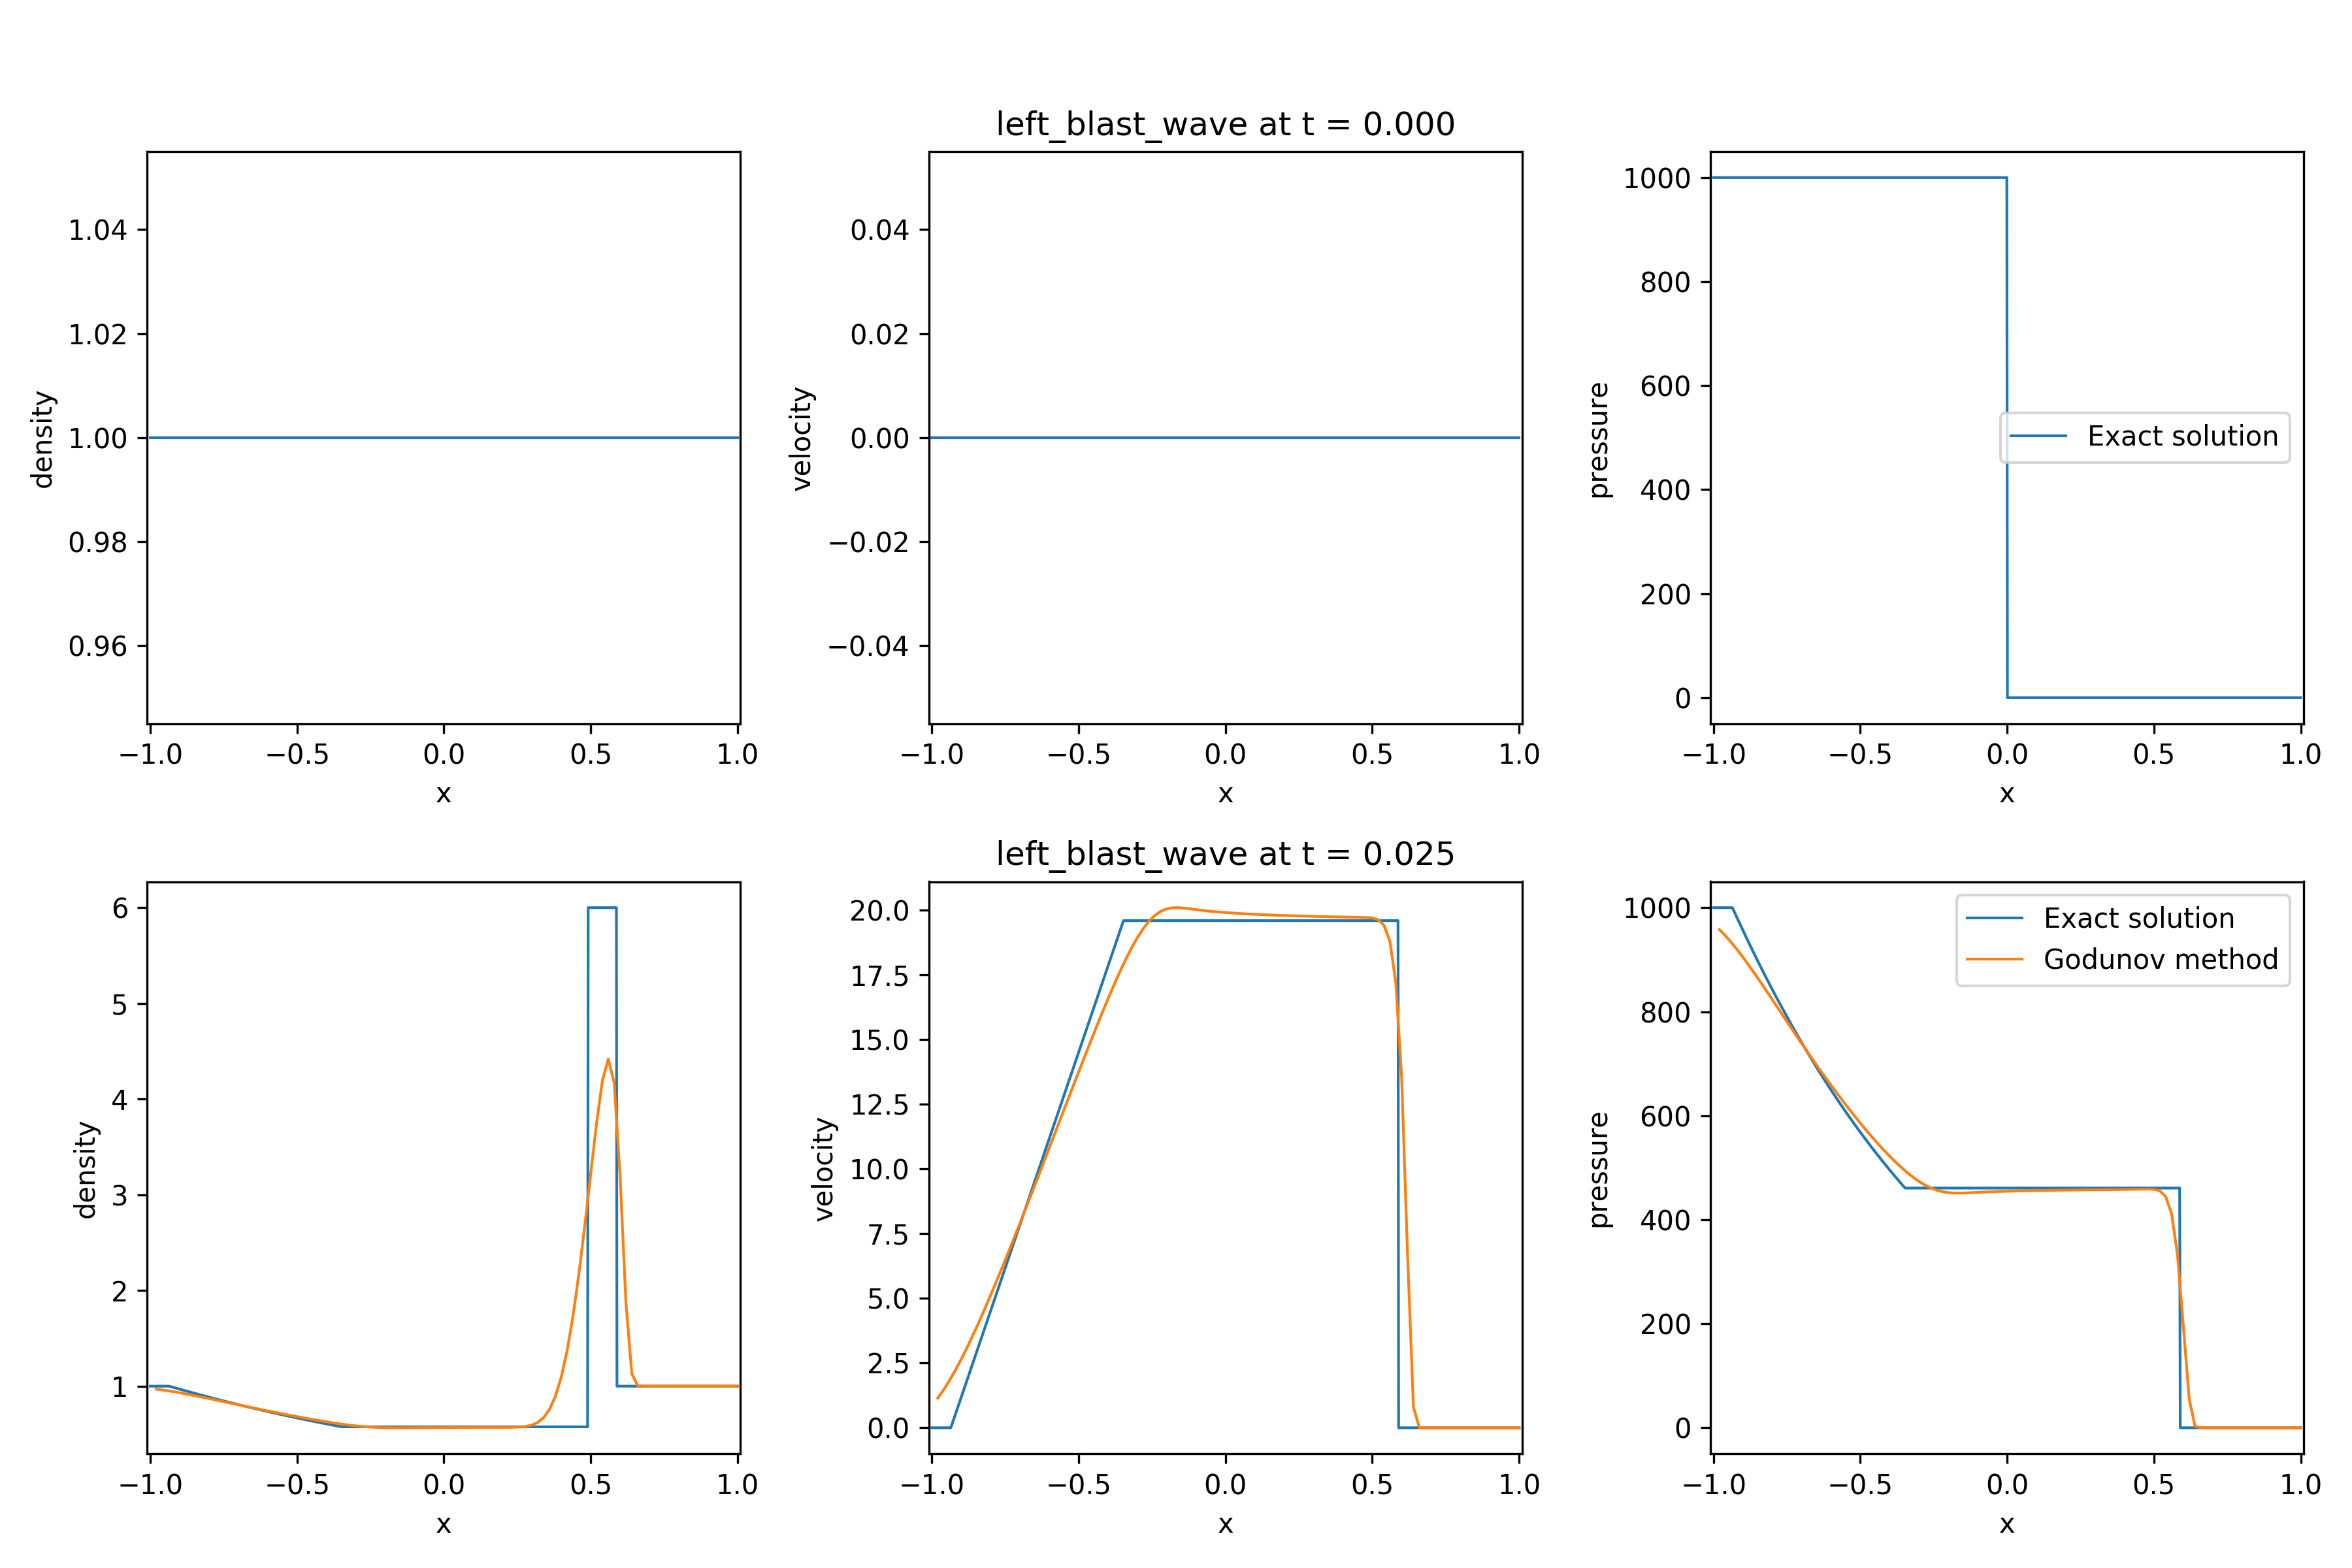 left_blast_wave at t = 0.000
1.04
1.02
1.00
0.98
0.96
density
−1.0 −0.5 0.0 0.5 1.0
x
0.04
0.02
0.00
−0.02
−0.04
velocity
−1.0 −0.5 0.0 0.5 1.0
x
1000
800
600
400
200
0
pressure
Exact solution
−1.0 −0.5 0.0 0.5 1.0
x
left_blast_wave at t = 0.025
6
5
4
3
2
1
density
−1.0 −0.5 0.0 0.5 1.0
x
20.0
17.5
15.0
12.5
10.0
7.5
5.0
2.5
0.0
velocity
−1.0 −0.5 0.0 0.5 1.0
x
1000
800
600
400
200
0
pressure
Exact solution
Godunov method
−1.0 −0.5 0.0 0.5 1.0
x